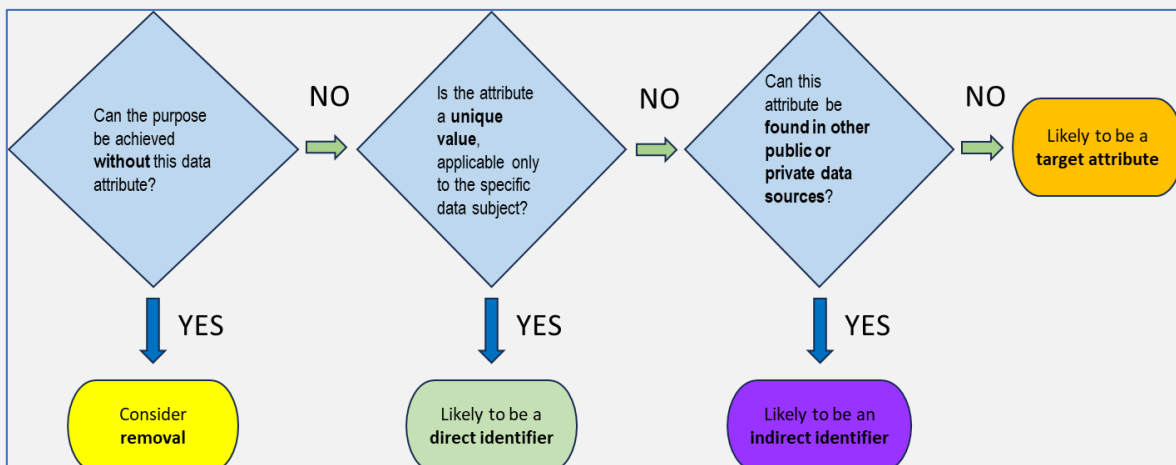 Can the purpose
be achieved
without this data
attribute?
NO
Is the attribute
a unique
value,
applicable only
to the specific
data subject?
NO
Can this
attribute be
found in other
public or
private data
sources?
NO
Likely to be a
target attribute
YES
YES
YES
Consider
removal
Likely to be a
direct identifier
Likely to be an
indirect identifier